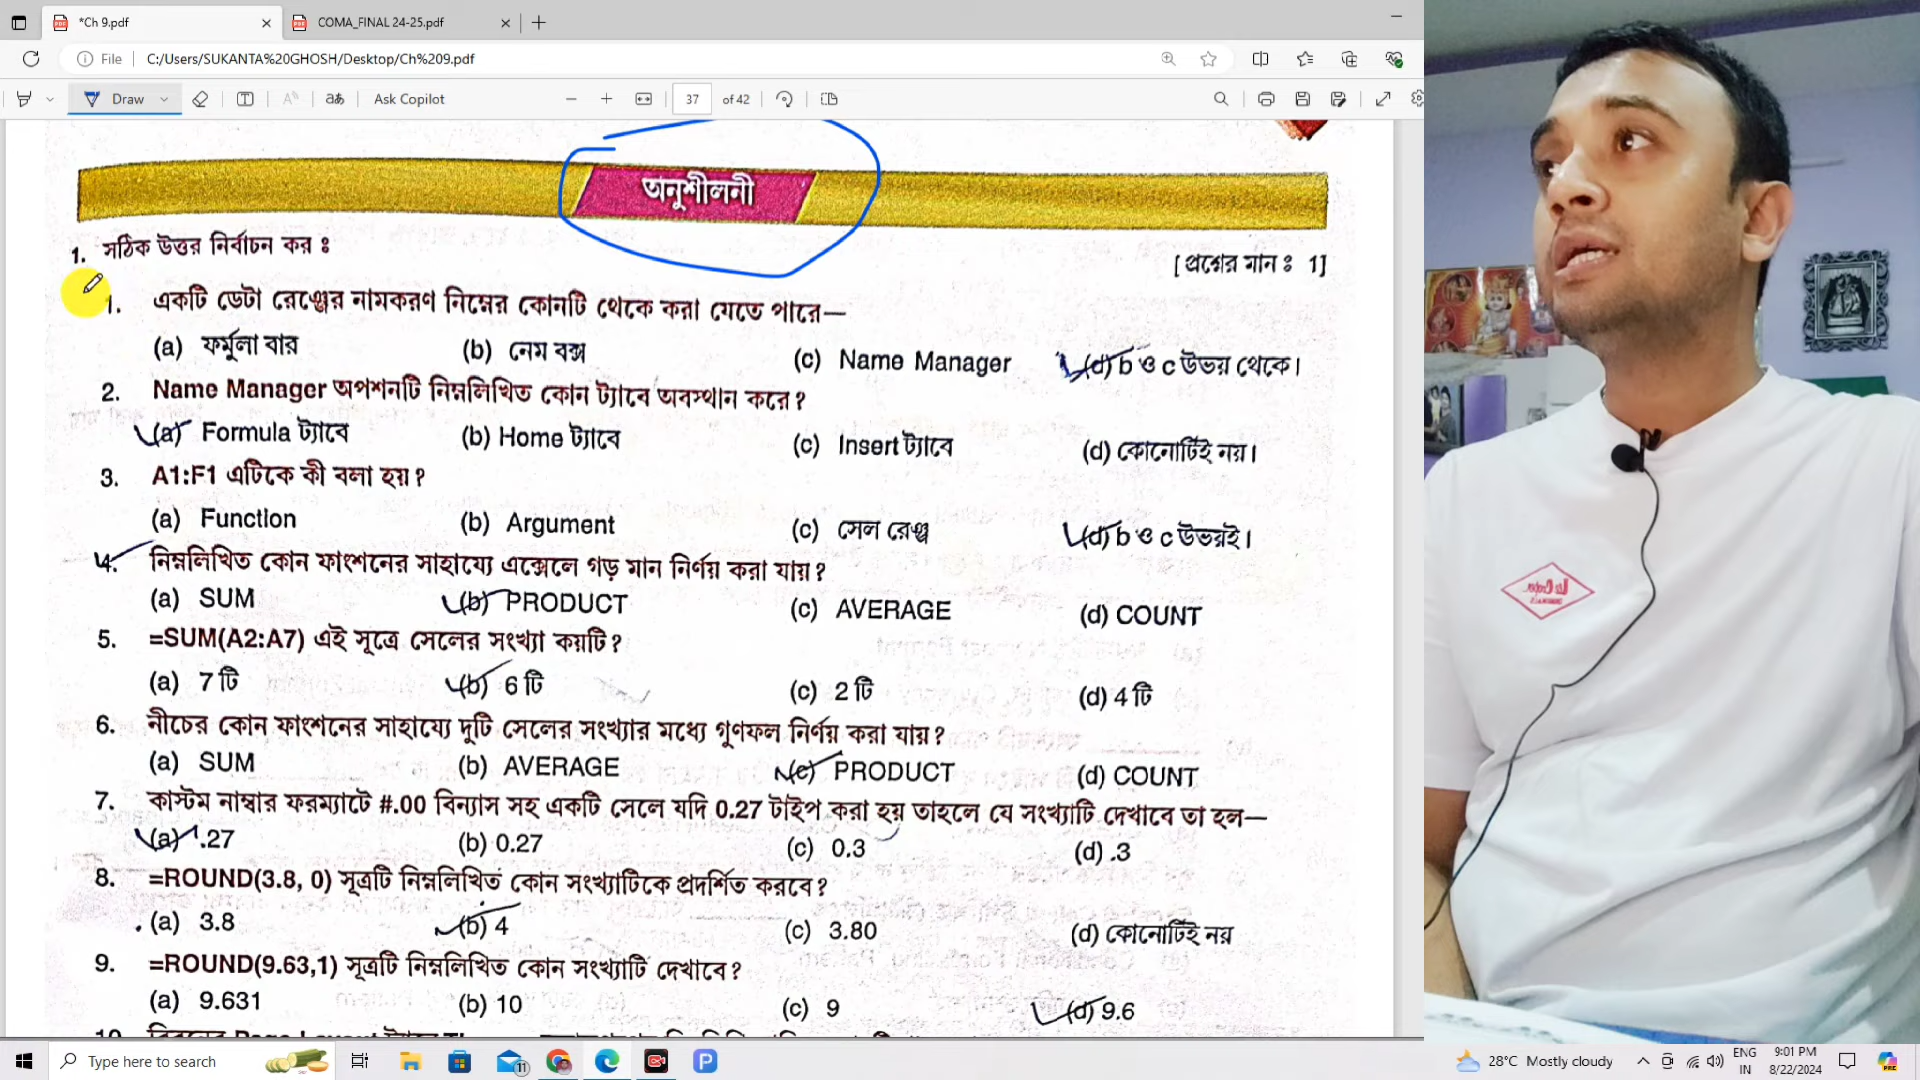 *Ch 9.pdf
COMA_FINAL 24-25.pdf
File | C:/Users/SUKANTA%20GHOSH/Desktop/Ch%209.pdf
Draw
Ask Copilot
37 of 42
অনুশীলনী
1. সঠিক উত্তর নির্বাচন কর ঃ
[ প্রশ্নের মান ঃ 1]
1. একটি ডেটা রেঞ্জের নামকরণ নিম্নের কোনটি থেকে করা যেতে পারে—
(a) ফর্মুলা বার (b) নেম বক্স (c) Name Manager (d) b ও c উভয় থেকে।
2. Name Manager অপশনটি নিম্নলিখিত কোন ট্যাবে অবস্থান করে?
(a) Formula ট্যাবে (b) Home ট্যাবে (c) Insert ট্যাবে (d) কোনোটিই নয়।
3. A1:F1 এটিকে কী বলা হয়?
(a) Function (b) Argument (c) সেল রেঞ্জ (d) b ও c উভয়ই।
4. নিম্নলিখিত কোন ফাংশনের সাহায্যে এক্সেলে গড় মান নির্ণয় করা যায়?
(a) SUM (b) PRODUCT (c) AVERAGE (d) COUNT
5. =SUM(A2:A7) এই সূত্রে সেলের সংখ্যা কয়টি?
(a) 7 টি (b) 6 টি (c) 2 টি (d) 4 টি
6. নীচের কোন ফাংশনের সাহায্যে দুটি সেলের সংখ্যার মধ্যে গুণফল নির্ণয় করা যায়?
(a) SUM (b) AVERAGE (c) PRODUCT (d) COUNT
7. কাস্টম নাম্বার ফরম্যাটে #.00 বিন্যাস সহ একটি সেলে যদি 0.27 টাইপ করা হয় তাহলে যে সংখ্যাটি দেখাবে তা হল—
(a) .27 (b) 0.27 (c) 0.3 (d) .3
8. =ROUND(3.8, 0) সূত্রটি নিম্নলিখিত কোন সংখ্যাটিকে প্রদর্শিত করবে?
(a) 3.8 (b) 4 (c) 3.80 (d) কোনোটিই নয়
9. =ROUND(9.63,1) সূত্রটি নিম্নলিখিত কোন সংখ্যাটি দেখাবে?
(a) 9.631 (b) 10 (c) 9 (d) 9.6
Type here to search
11
28°C Mostly cloudy
ENG
IN
9:01 PM
8/22/2024